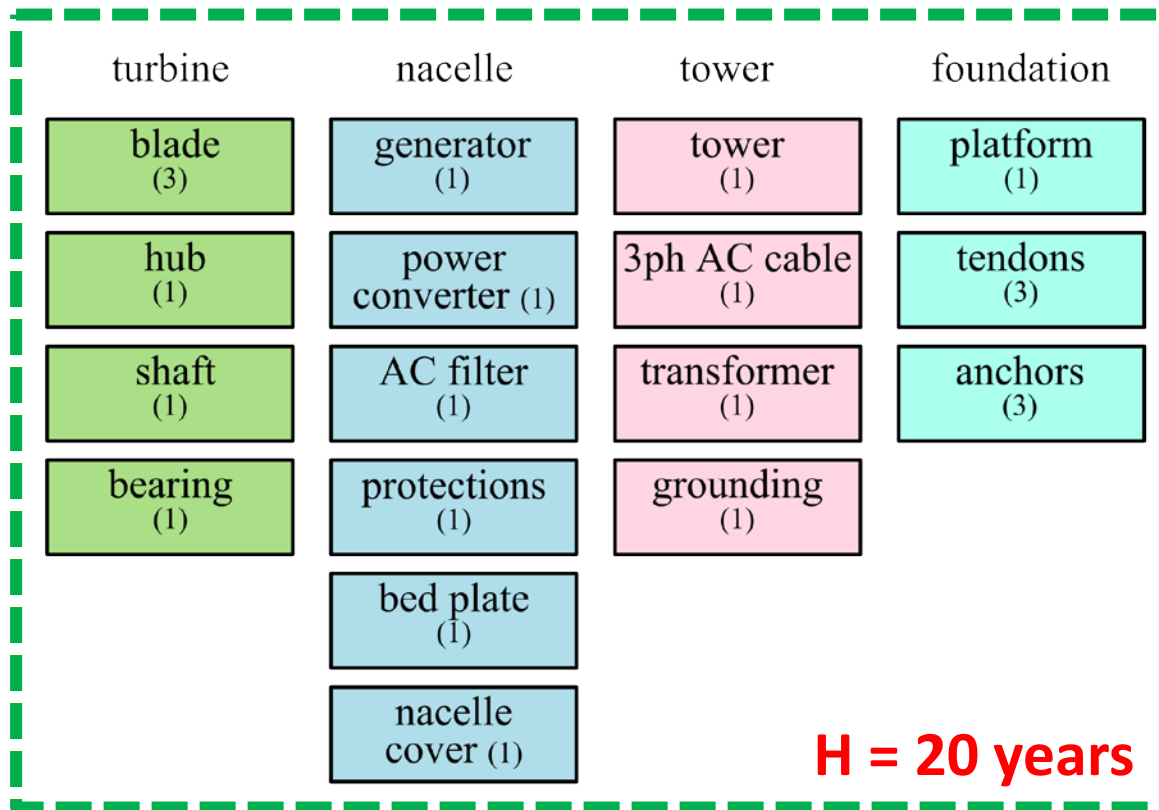 turbine
blade
(3)
hub
(1)
shaft
(1)
bearing
(1)
nacelle
generator
(1)
power
converter (1)
AC filter
(1)
protections
(1)
bed plate
(1)
nacelle
cover (1)
tower
tower
(1)
3ph AC cable
(1)
transformer
(1)
grounding
(1)
foundation
platform
(1)
tendons
(3)
anchors
(3)
H = 20 years